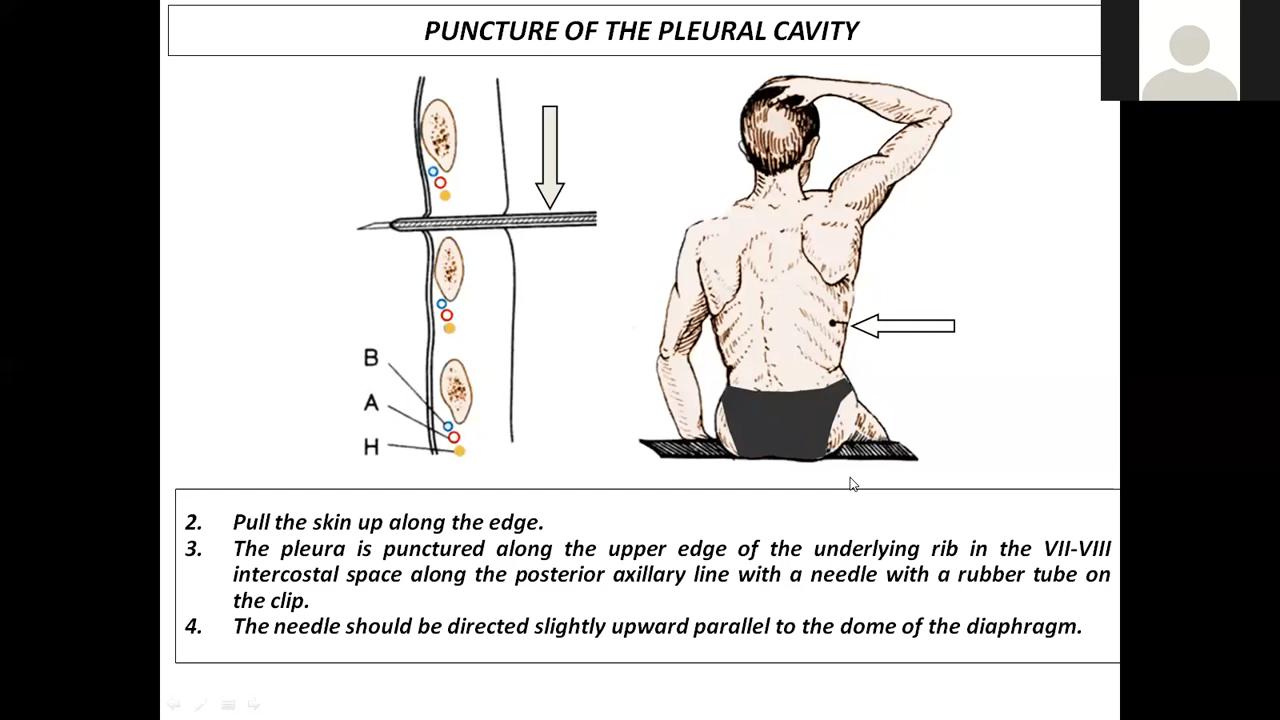 PUNCTURE OF THE PLEURAL CAVITY
B
A
H
2. Pull the skin up along the edge.
3. The pleura is punctured along the upper edge of the underlying rib in the VII-VIII
intercostal space along the posterior axillary line with a needle with a rubber tube on
the clip.
4. The needle should be directed slightly upward parallel to the dome of the diaphragm.